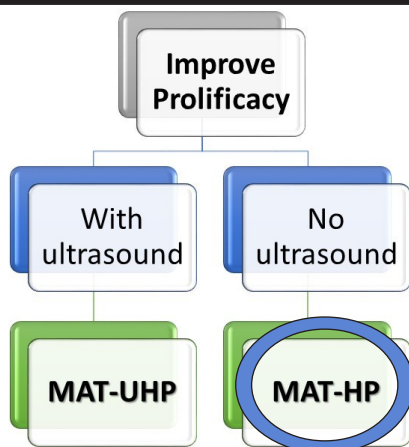 Improve
Prolificacy
With
ultrasound
No
ultrasound
MAT-UHP
MAT-HP